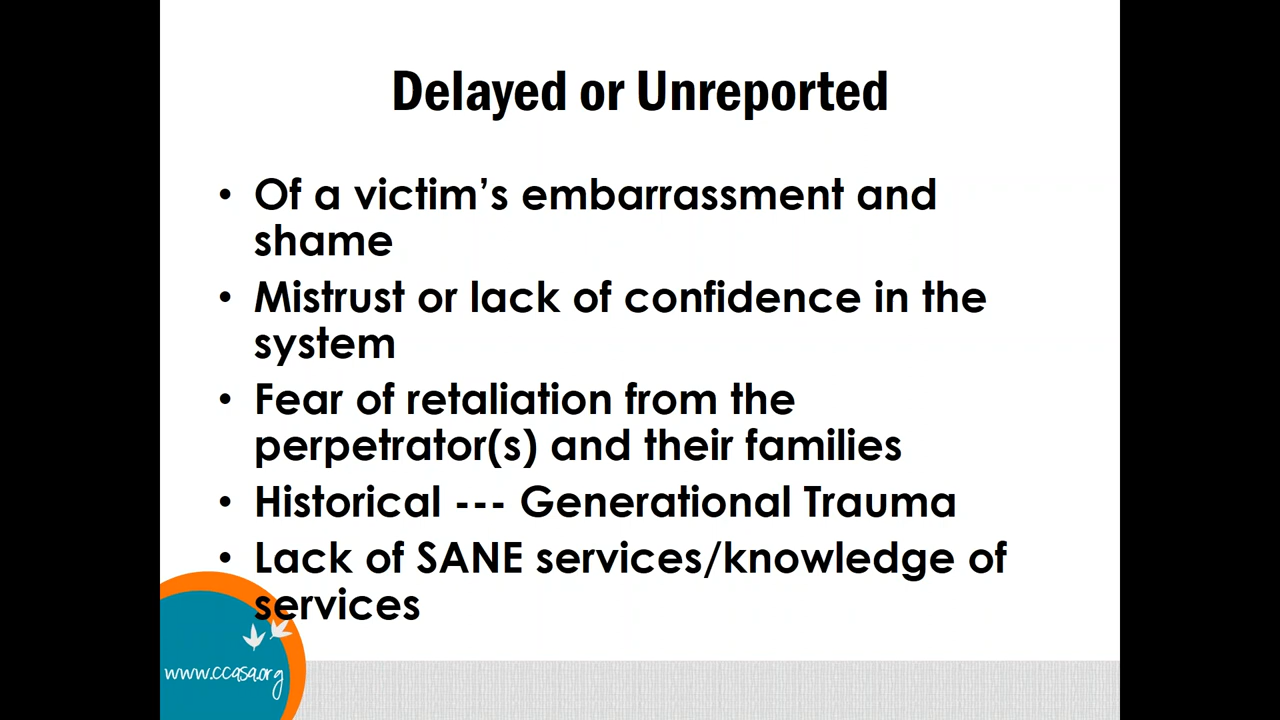 Delayed or Unreported
• Of a victim’s embarrassment and
shame
• Mistrust or lack of confidence in the
system
• Fear of retaliation from the
perpetrator(s) and their families
• Historical --- Generational Trauma
• Lack of SANE services/knowledge of
services
www.ccasa.org